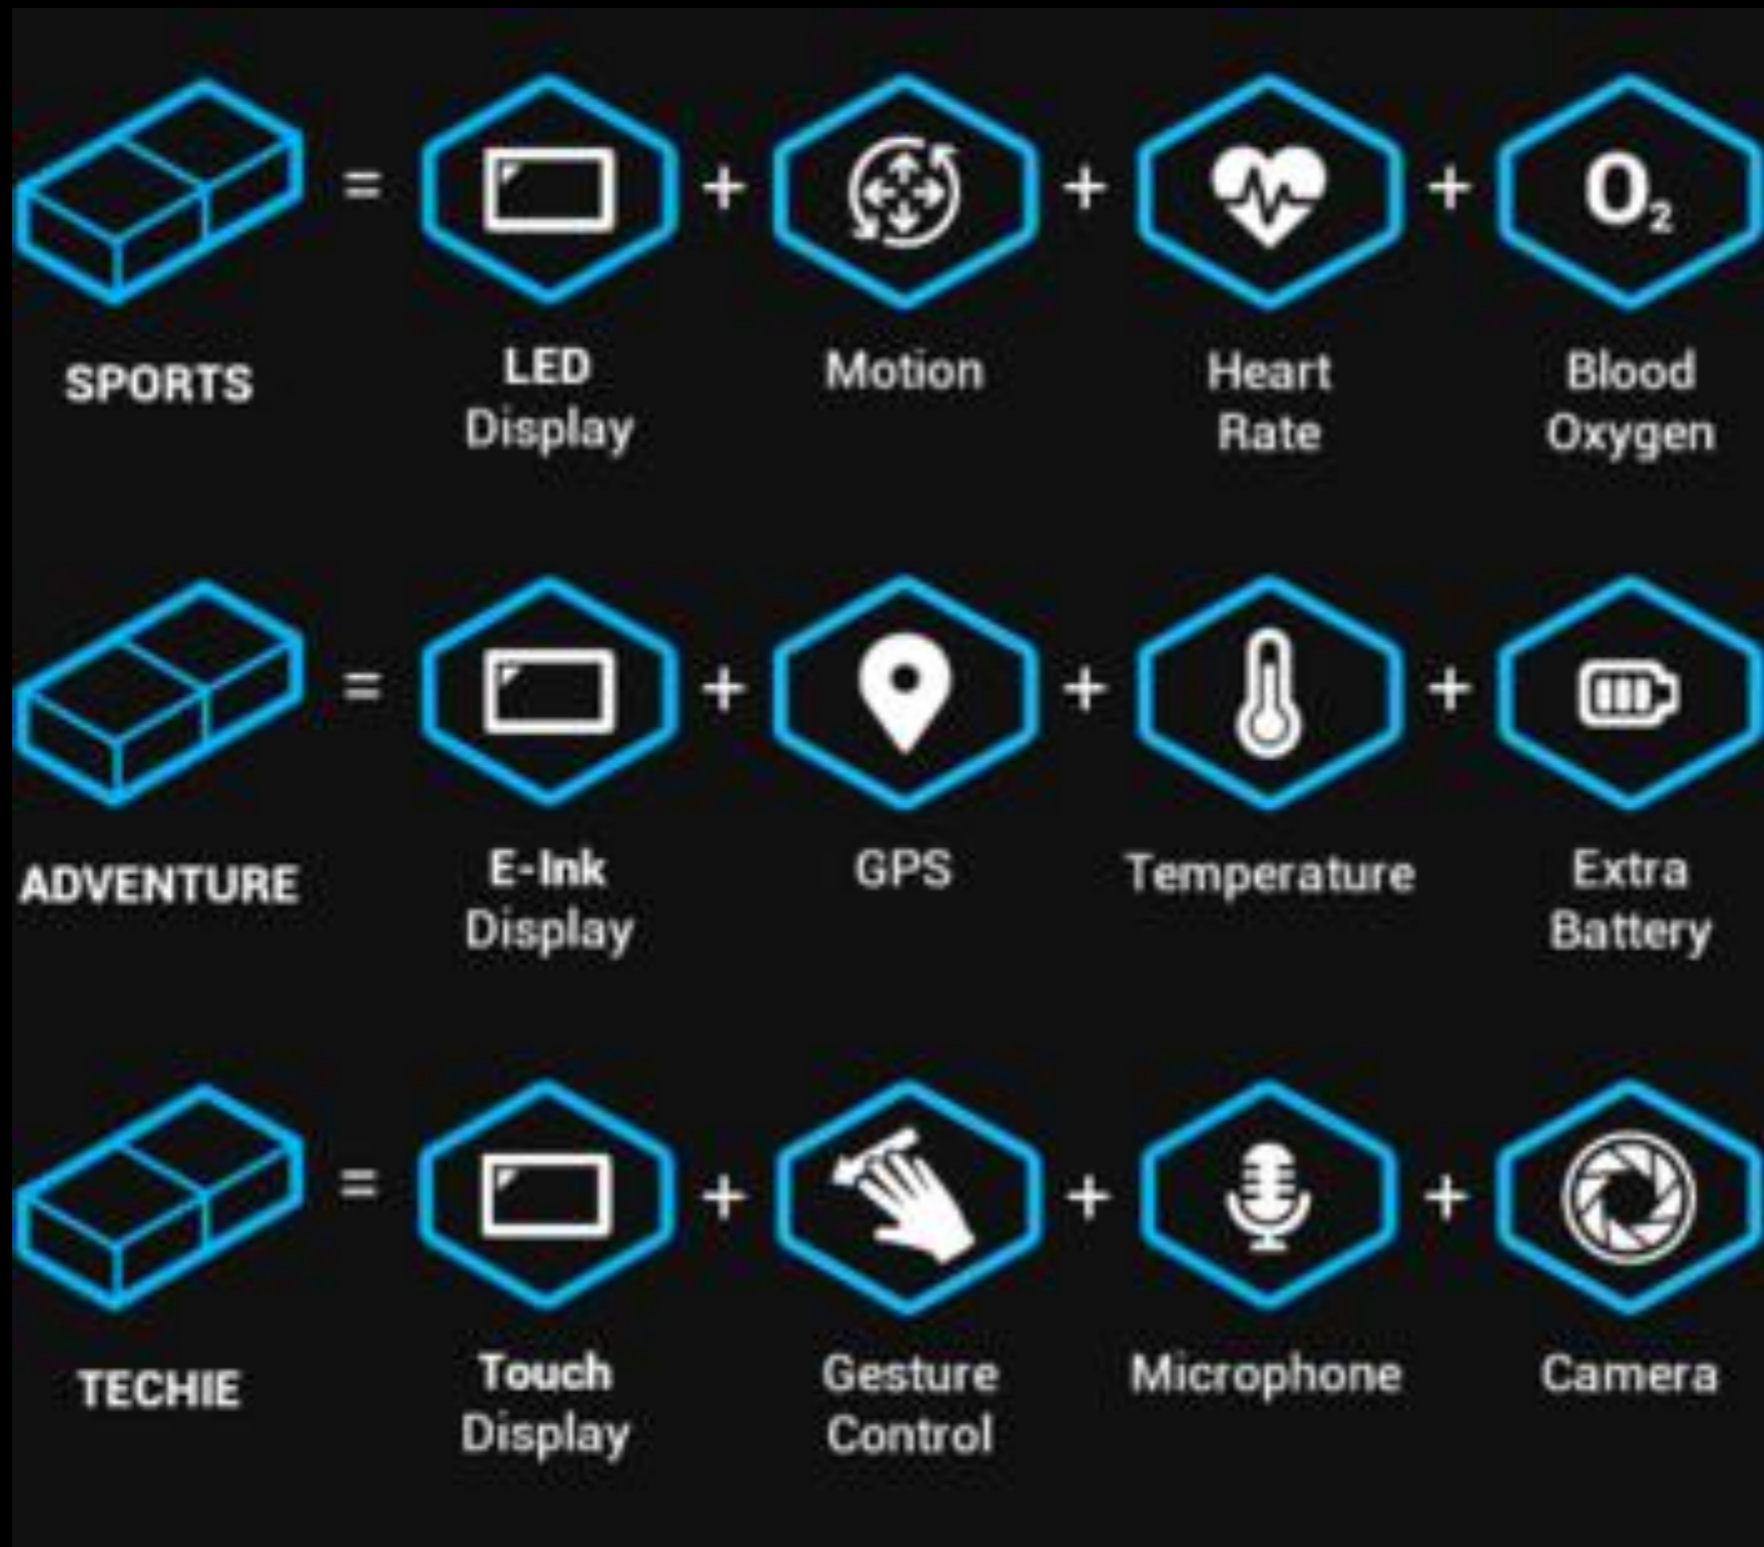 =
+
+
+
O₂
SPORTS
LED
Display
Motion
Heart
Rate
Blood
Oxygen
=
+
+
+
ADVENTURE
E-Ink
Display
GPS
Temperature
Extra
Battery
=
+
+
+
TECHIE
Touch
Display
Gesture
Control
Microphone
Camera